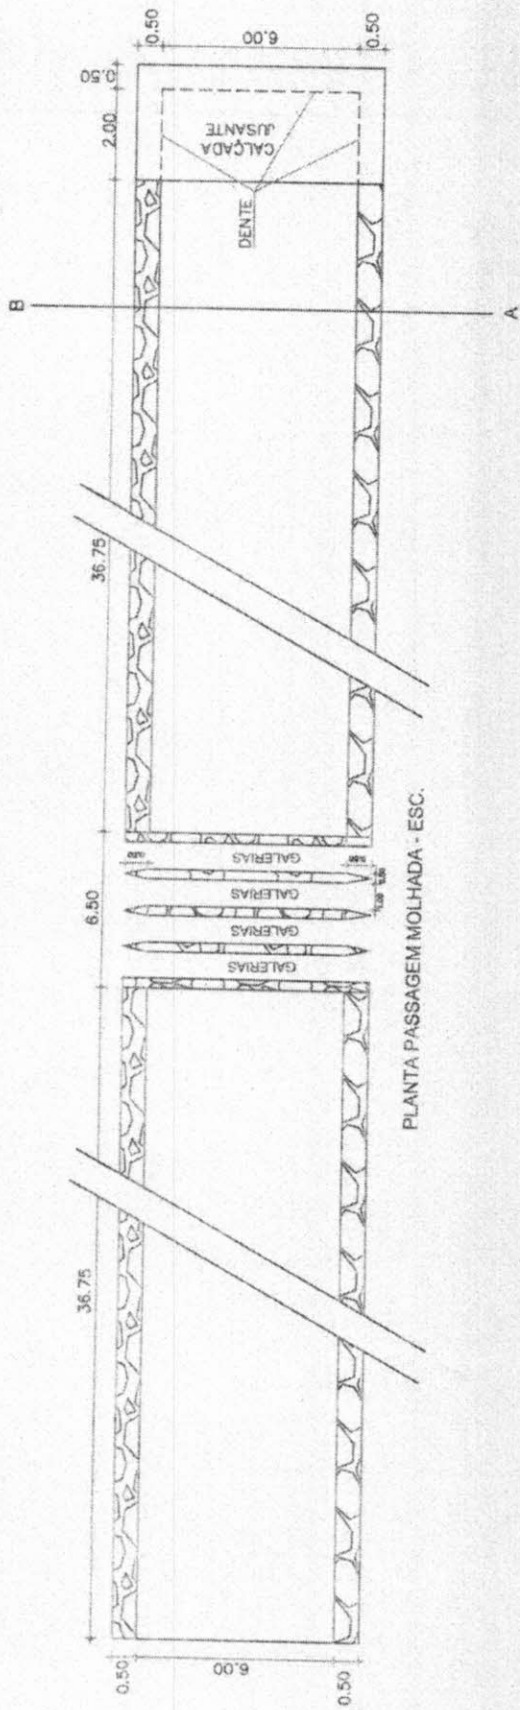 B
36.75
6.50
36.75
2.00
0.50
0.50
6.00
0.50
0.50
6.00
0.50
GALERIAS
GALERIAS
GALERIAS
GALERIAS
DENTE
CALÇADA
JUSANTE
A
PLANTA PASSAGEM MOLHADA - ESC.